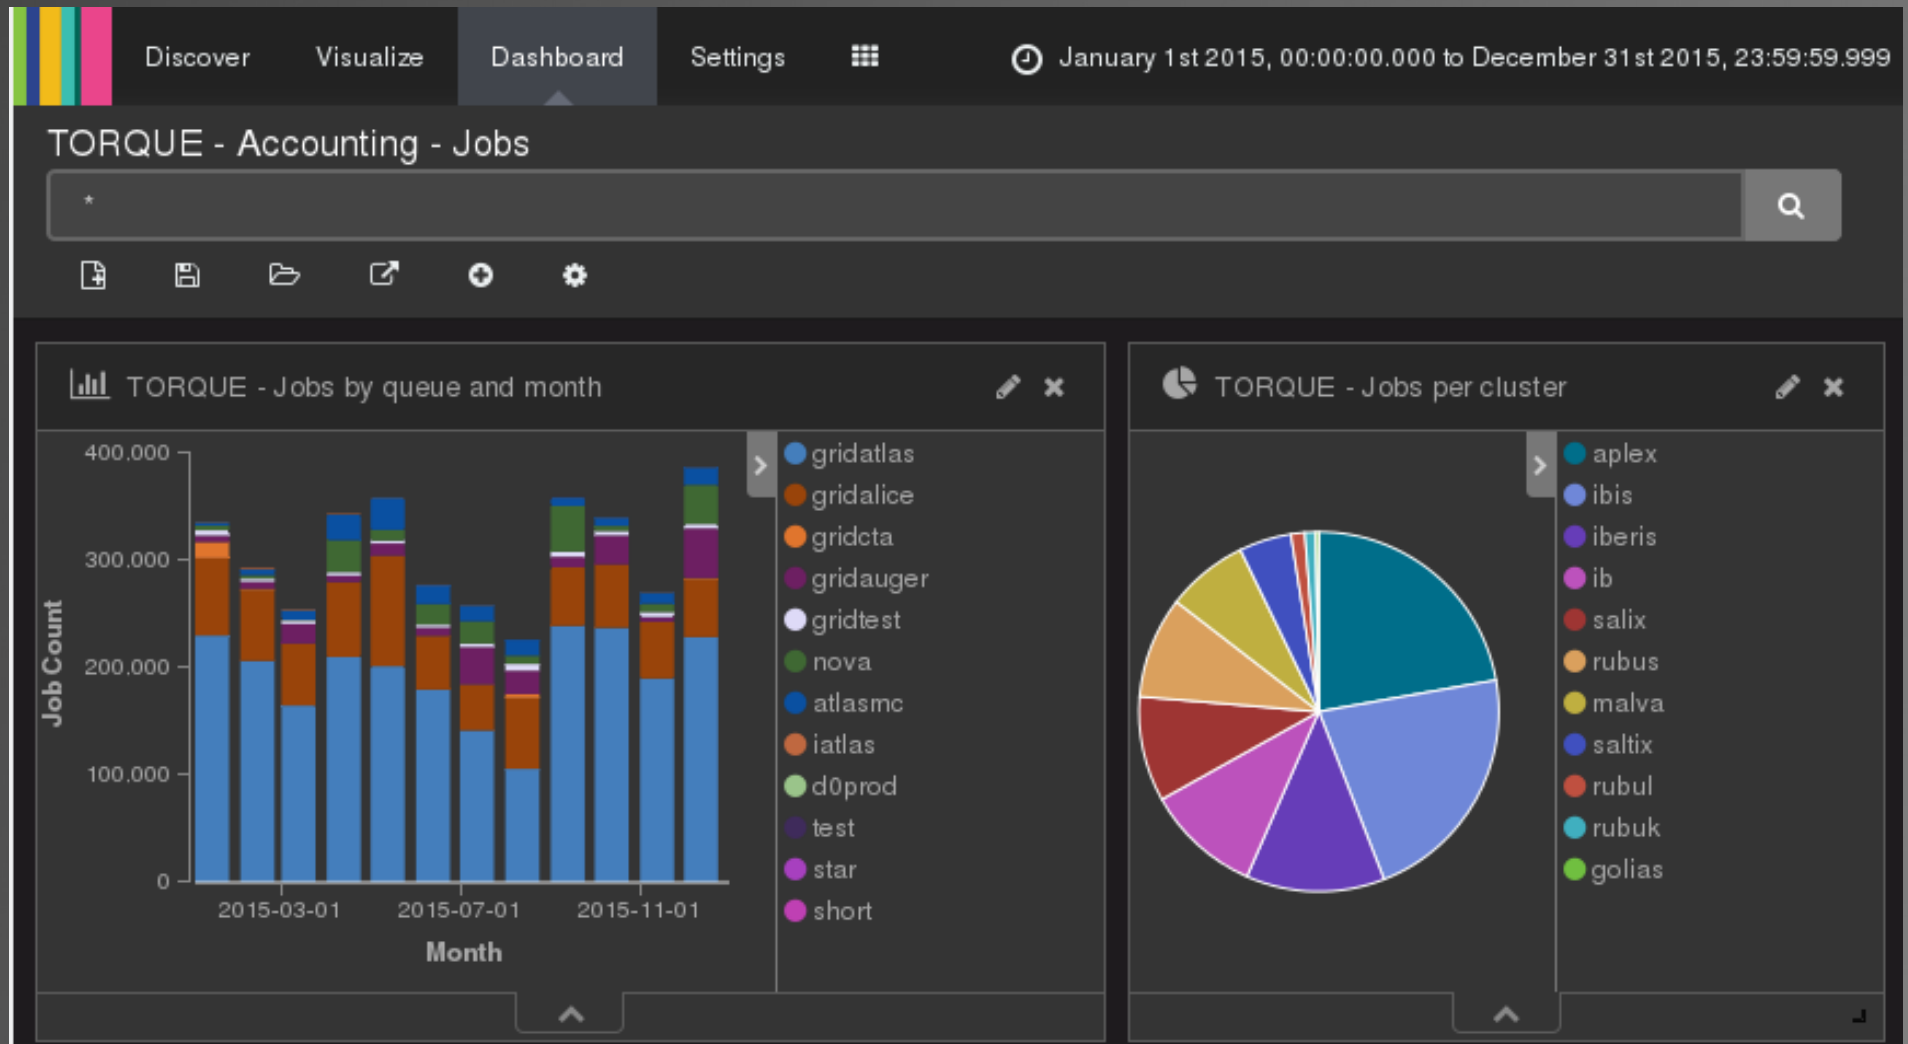 Discover Visualize Dashboard Settings January 1st 2015, 00:00:00.000 to December 31st 2015, 23:59:59.999
TORQUE - Accounting - Jobs
*
TORQUE - Jobs by queue and month
400,000
300,000
200,000
100,000
0
Job Count
2015-03-01 2015-07-01 2015-11-01
Month
gridatlas
gridalice
gridcta
gridauger
gridtest
nova
atlasmc
iatlas
d0prod
test
star
short
TORQUE - Jobs per cluster
aplex
ibis
iberis
ib
salix
rubus
malva
saltix
rubul
rubuk
golias